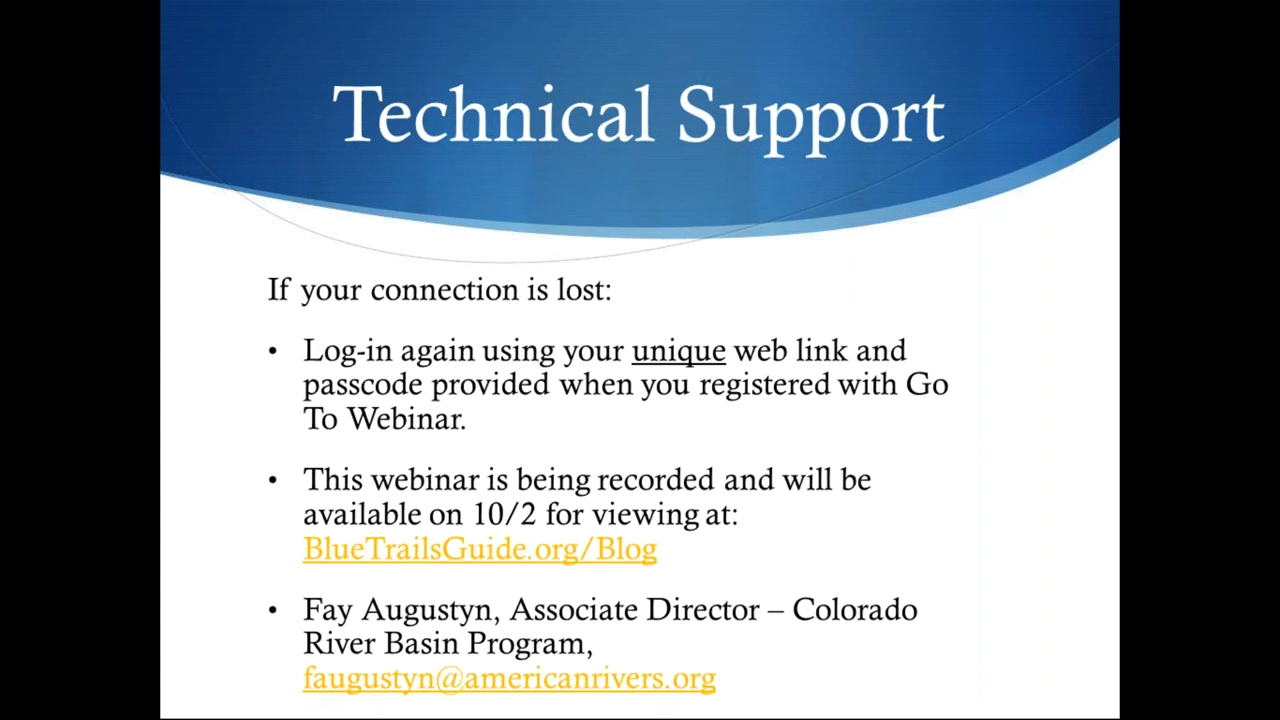 Technical Support
If your connection is lost:
• Log-in again using your unique web link and
passcode provided when you registered with Go
To Webinar.
• This webinar is being recorded and will be
available on 10/2 for viewing at:
BlueTrailsGuide.org/Blog
• Fay Augustyn, Associate Director – Colorado
River Basin Program,
faugustyn@americanrivers.org